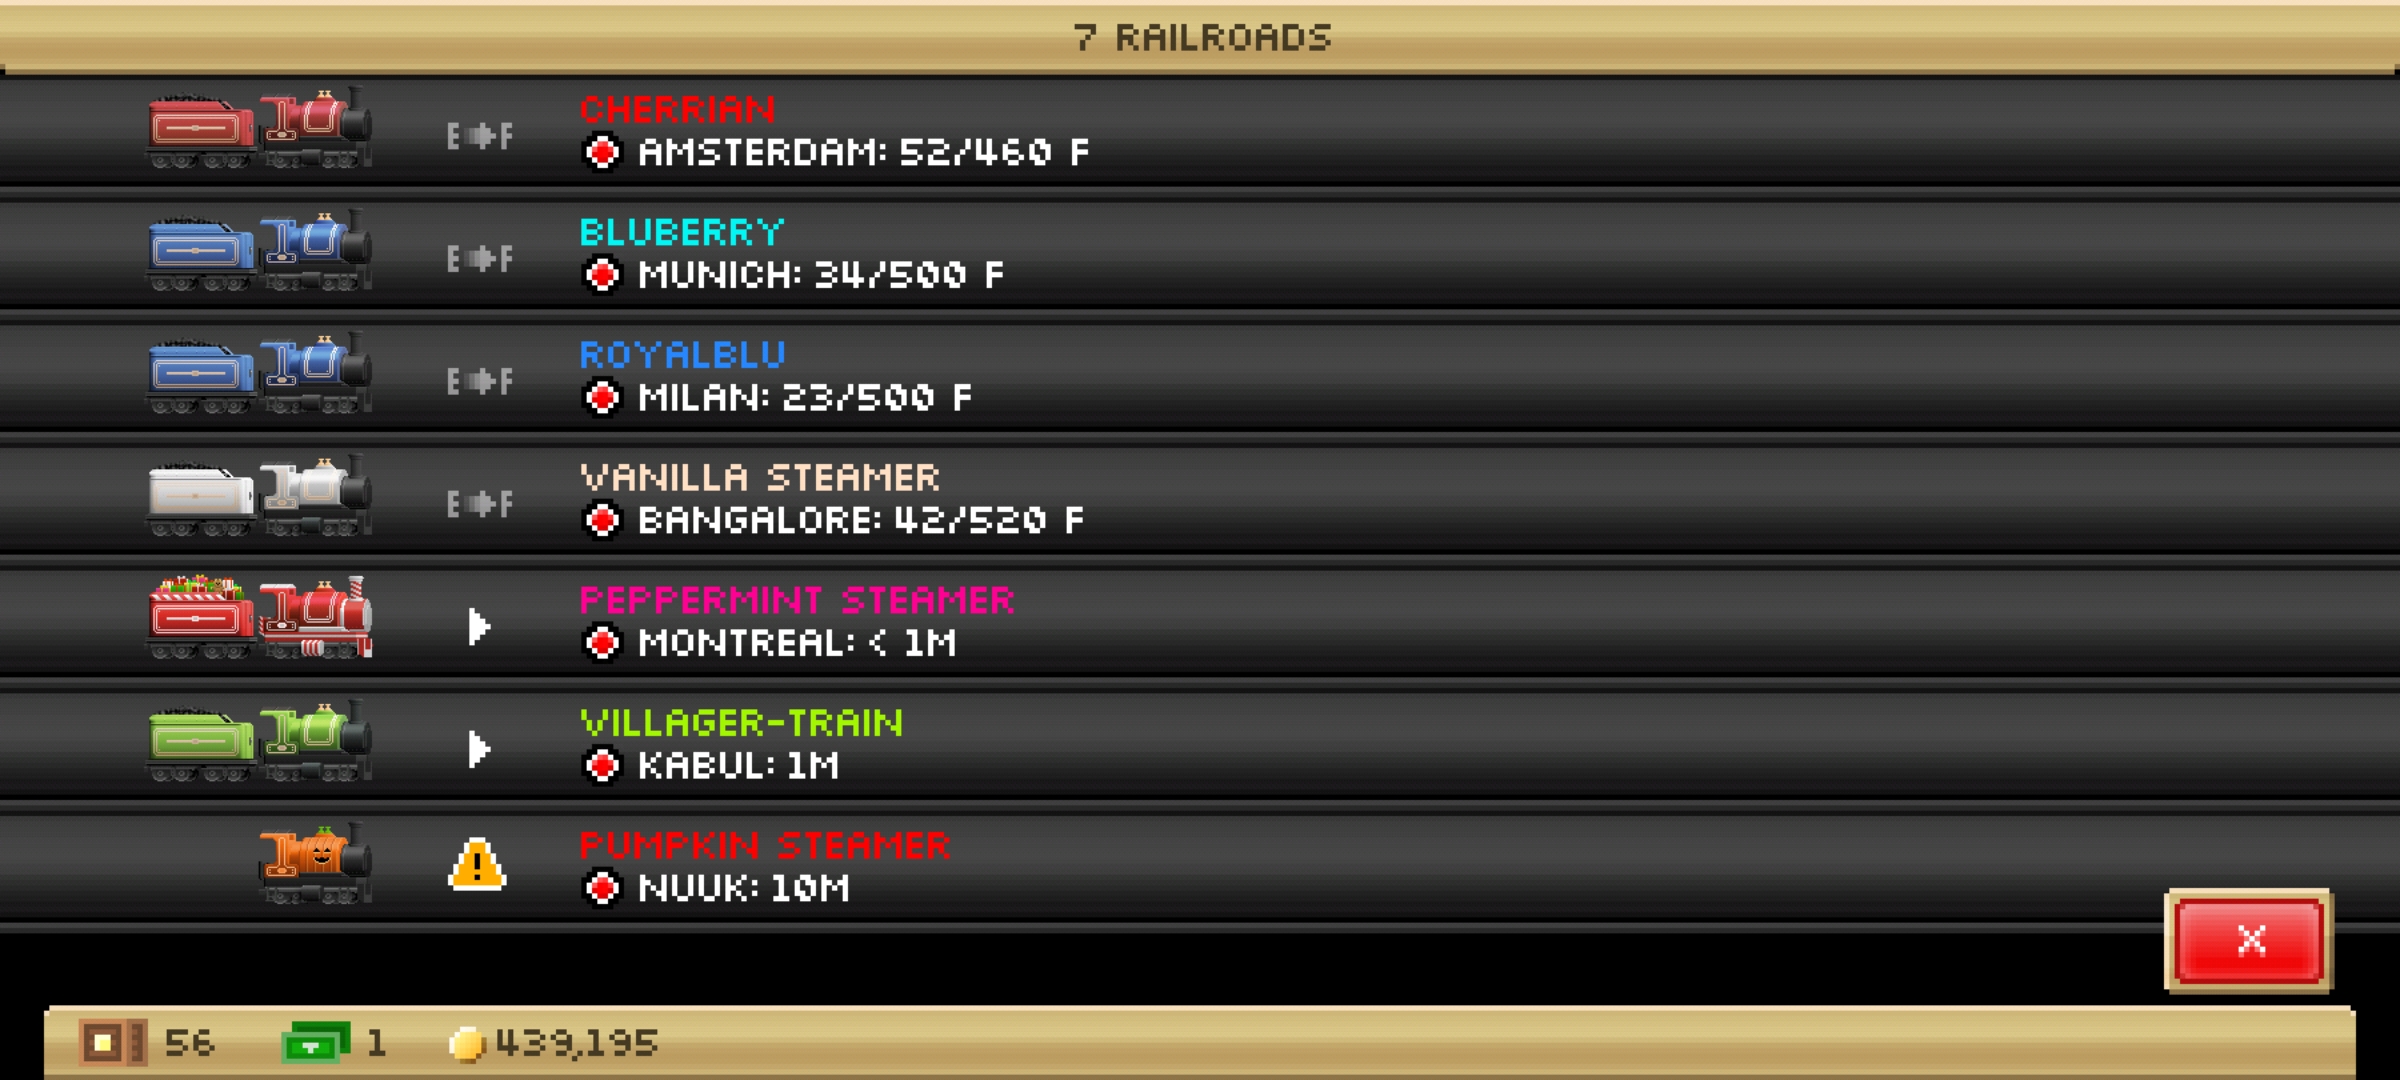 7 RAILROADS
CHERRIAN
E F
AMSTERDAM: 52/460 F
BLUBERRY
E F
MUNICH: 34/500 F
ROYALBLU
E F
MILAN: 23/500 F
VANILLA STEAMER
E F
BANGALORE: 42/520 F
PEPPERMINT STEAMER
MONTREAL: < 1M
VILLAGER-TRAIN
KABUL: 1M
PUMPKIN STEAMER
!
NUUK: 10M
X
56 1 439,195